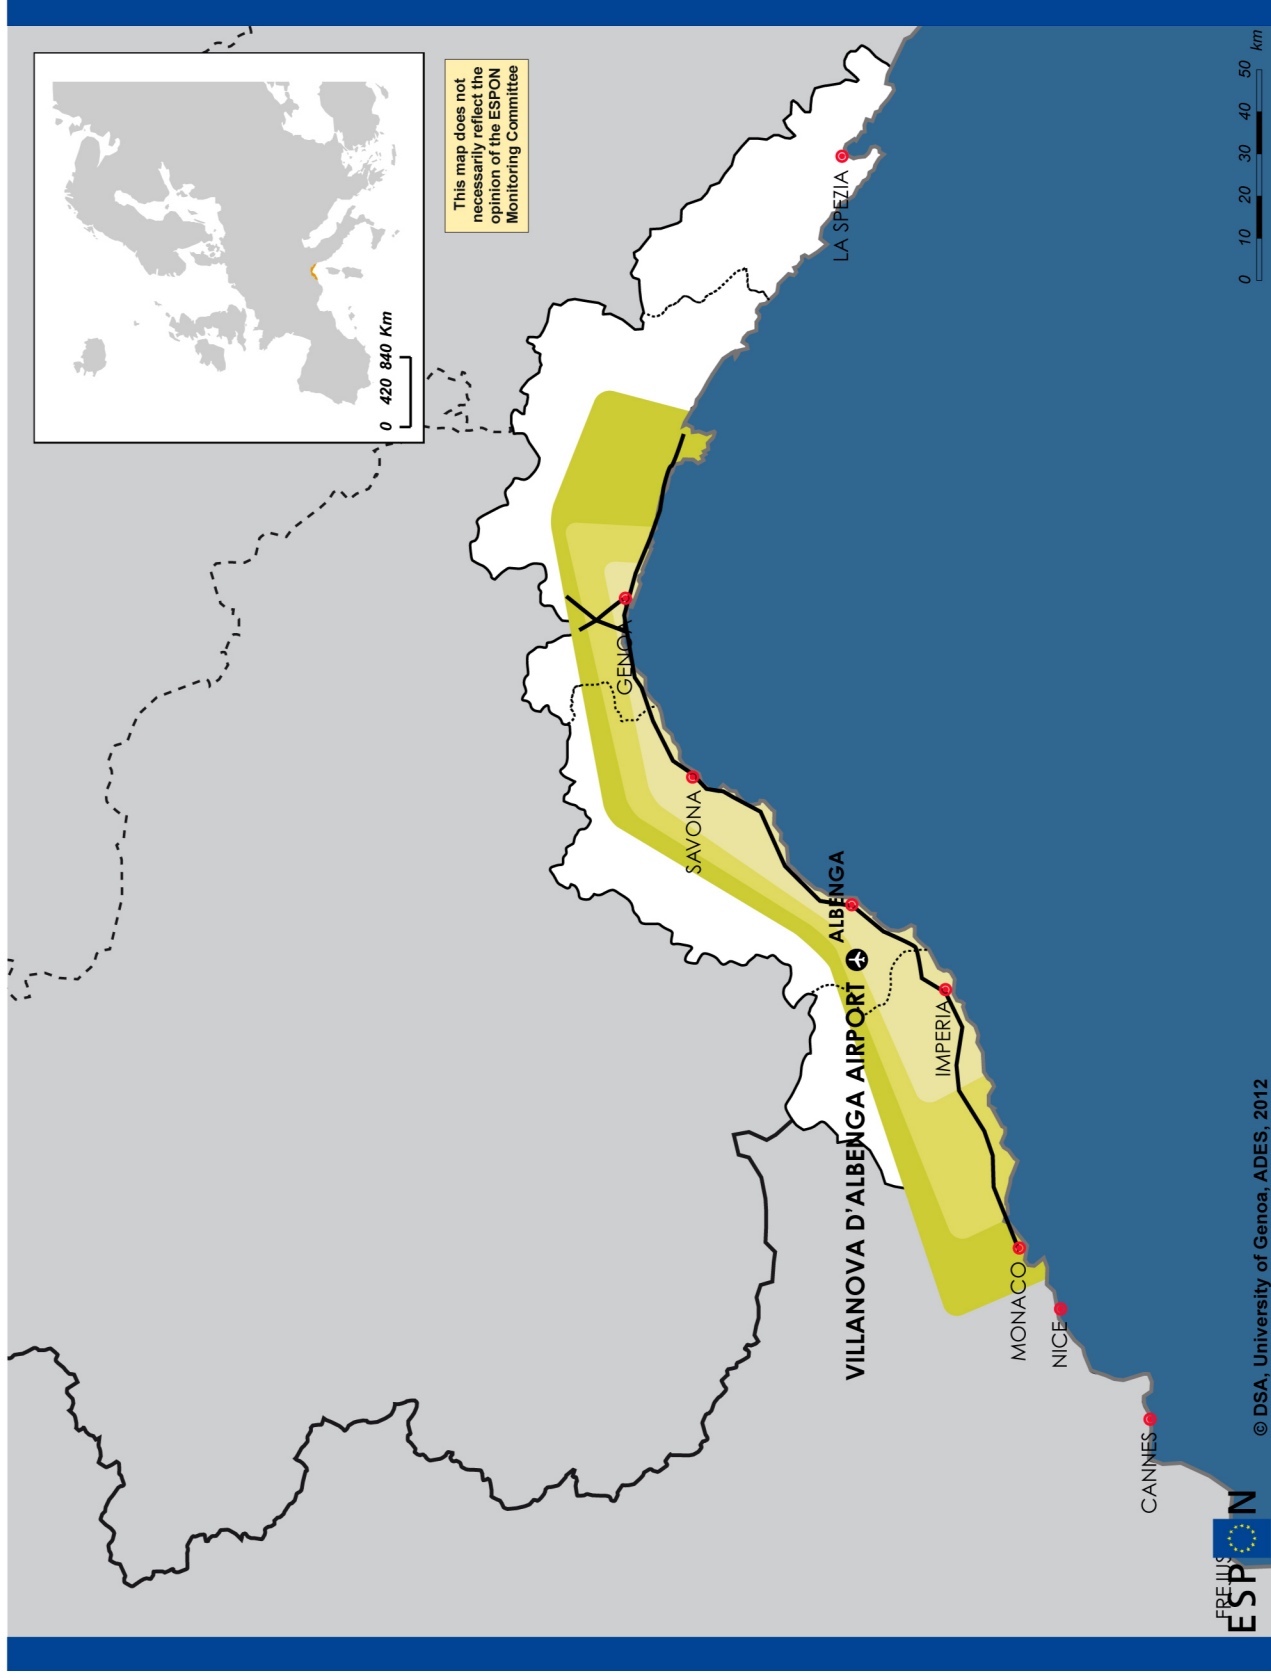 0 420 840 Km
This map does not
necessarily reflect the
opinion of the ESPON
Monitoring Committee
GENOA
LA SPEZIA
SAVONA
ALBENGA
VILLANOVA D'ALBENGA AIRPORT
IMPERIA
MONACO
NICE
CANNES
FREJUS
ESPON
© DSA, University of Genoa, ADES, 2012
0 10 20 30 40 50
km